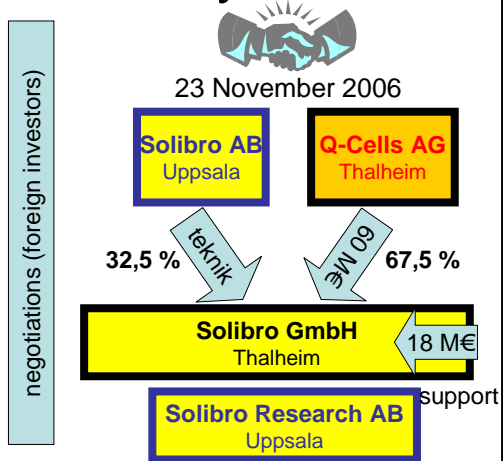 23 November 2006
negotiations (foreign investors)
Solibro AB
Uppsala
Q-Cells AG
Thalheim
32,5 %
teknik
60 M€
67,5 %
Solibro GmbH
Thalheim
18 M€
support
Solibro Research AB
Uppsala